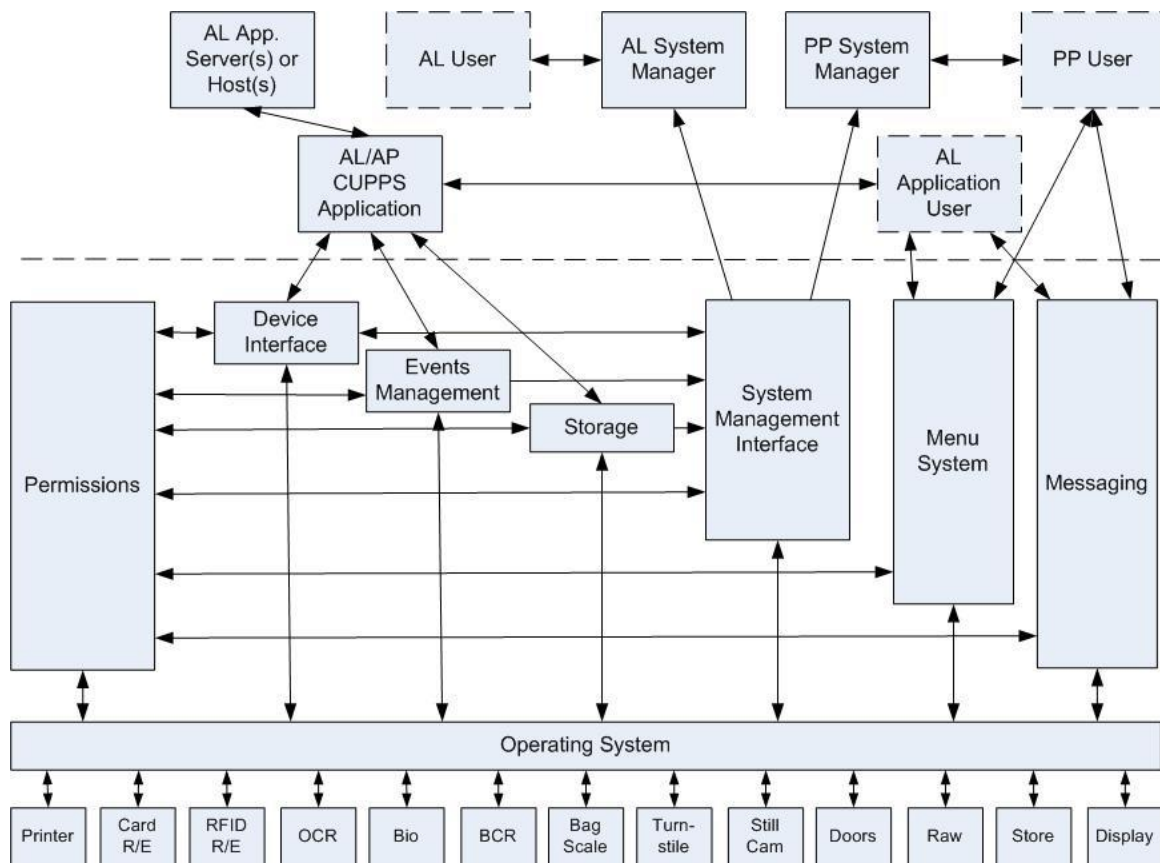 AL App.
Server(s) or
Host(s)
AL User
AL System
Manager
PP System
Manager
PP User
AL/AP
CUPPS
Application
AL
Application
User
Device
Interface
Events
Management
Storage
System
Management
Interface
Menu
System
Messaging
Permissions
Operating System
Printer
Card
R/E
RFID
R/E
OCR
Bio
BCR
Bag
Scale
Turn-
stile
Still
Cam
Doors
Raw
Store
Display